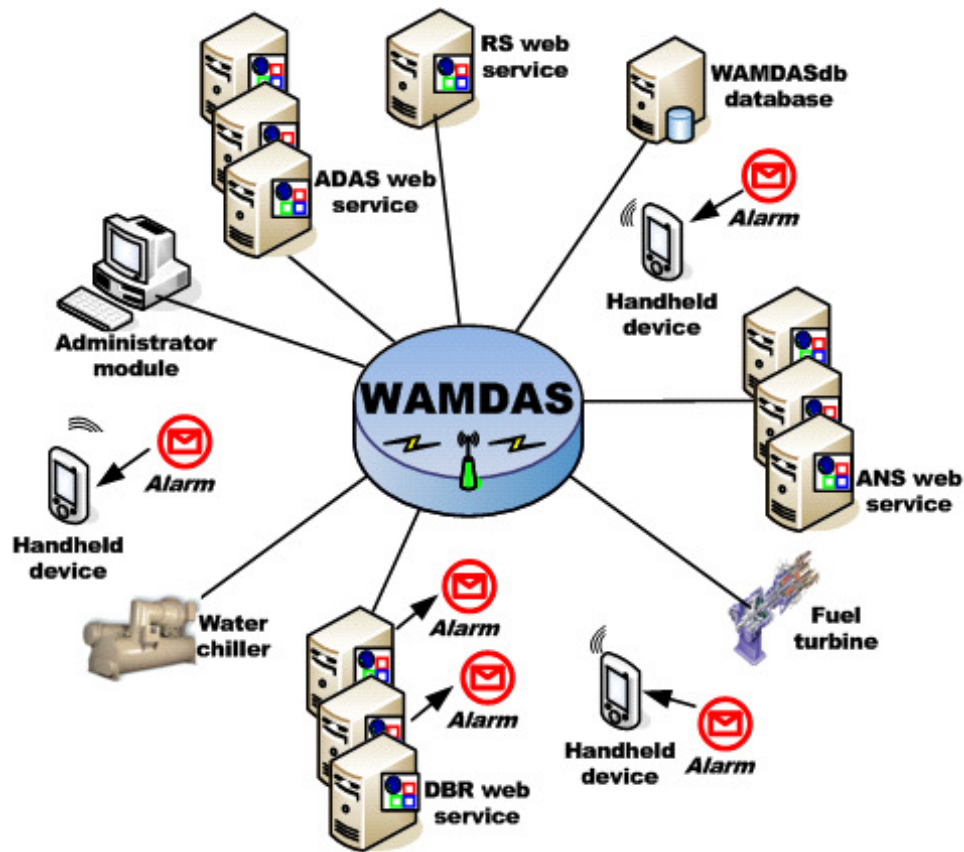 RS web
service
WAMDASdb
database
ADAS web
service
Alarm
Handheld
device
Administrator
module
WAMDAS
Alarm
Handheld
device
ANS web
service
Water
chiller
Alarm
Alarm
Fuel
turbine
Handheld
device
Alarm
DBR web
service